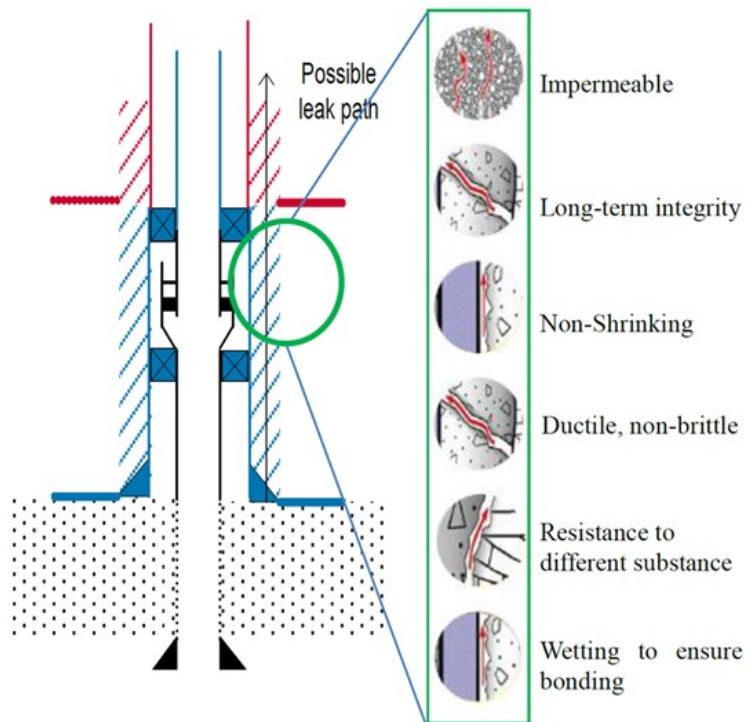 Possible
leak path
Impermeable
Long-term integrity
Non-Shrinking
Ductile, non-brittle
Resistance to
different substance
Wetting to ensure
bonding